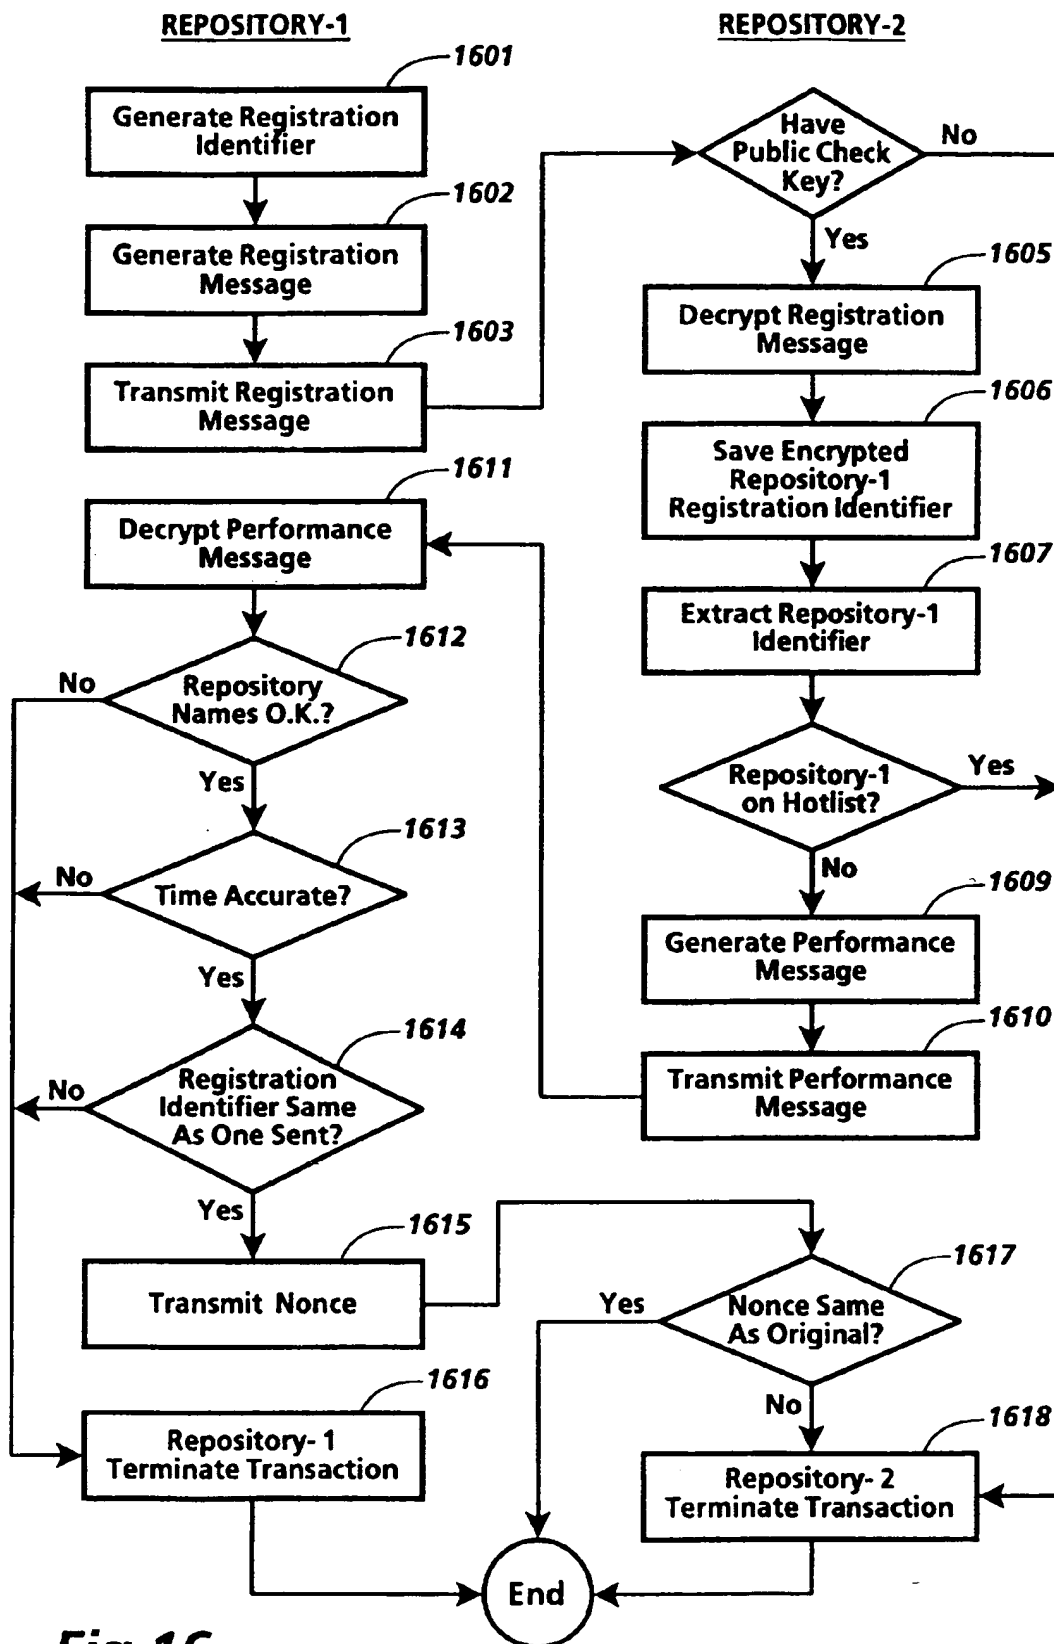 REPOSITORY-1
1601
Generate Registration
Identifier
1602
Generate Registration
Message
1603
Transmit Registration
Message
1611
Decrypt Performance
Message
1612
Repository
Names O.K.?
No
Yes
1613
Time Accurate?
No
Yes
1614
Registration
Identifier Same
As One Sent?
No
Yes
1615
Transmit Nonce
1616
Repository- 1
Terminate Transaction
REPOSITORY-2
Have
Public Check
Key?
No
Yes
1605
Decrypt Registration
Message
1606
Save Encrypted
Repository-1
Registration Identifier
1607
Extract Repository-1
Identifier
Repository-1
on Hotlist?
Yes
No
1609
Generate Performance
Message
1610
Transmit Performance
Message
1617
Nonce Same
As Original?
Yes
No
1618
Repository- 2
Terminate Transaction
End
Fig.16